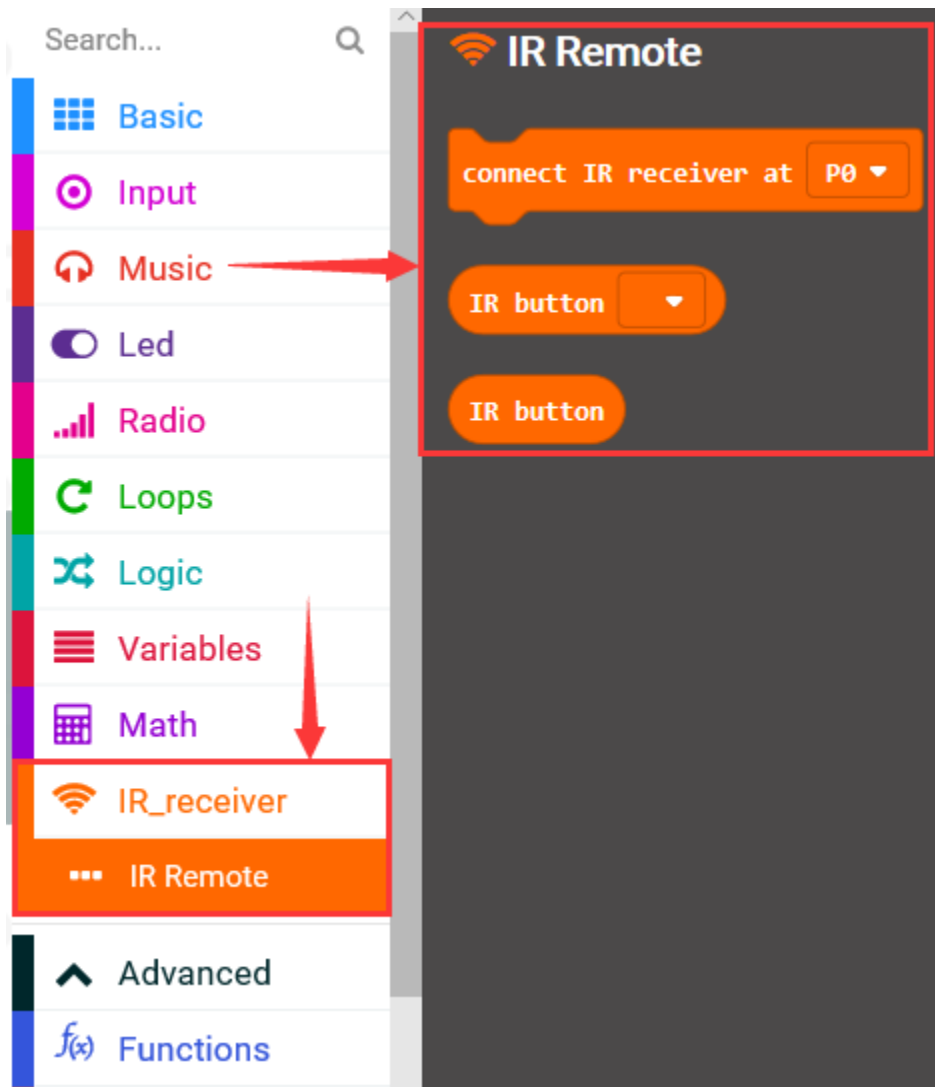 Search...
Basic
Input
Music
Led
Radio
Loops
Logic
Variables
Math
IR_receiver
IR Remote
Advanced
f(x) Functions
IR Remote
connect IR receiver at P0
IR button
IR button